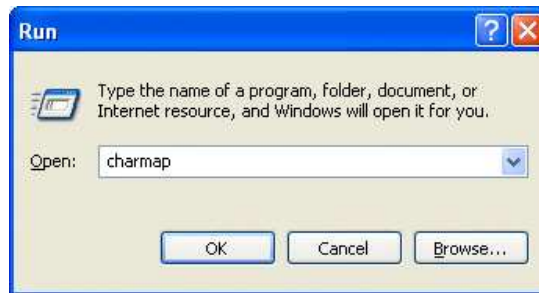 Run
Type the name of a program, folder, document, or
Internet resource, and Windows will open it for you.
Open: charmap
OK Cancel Browse...